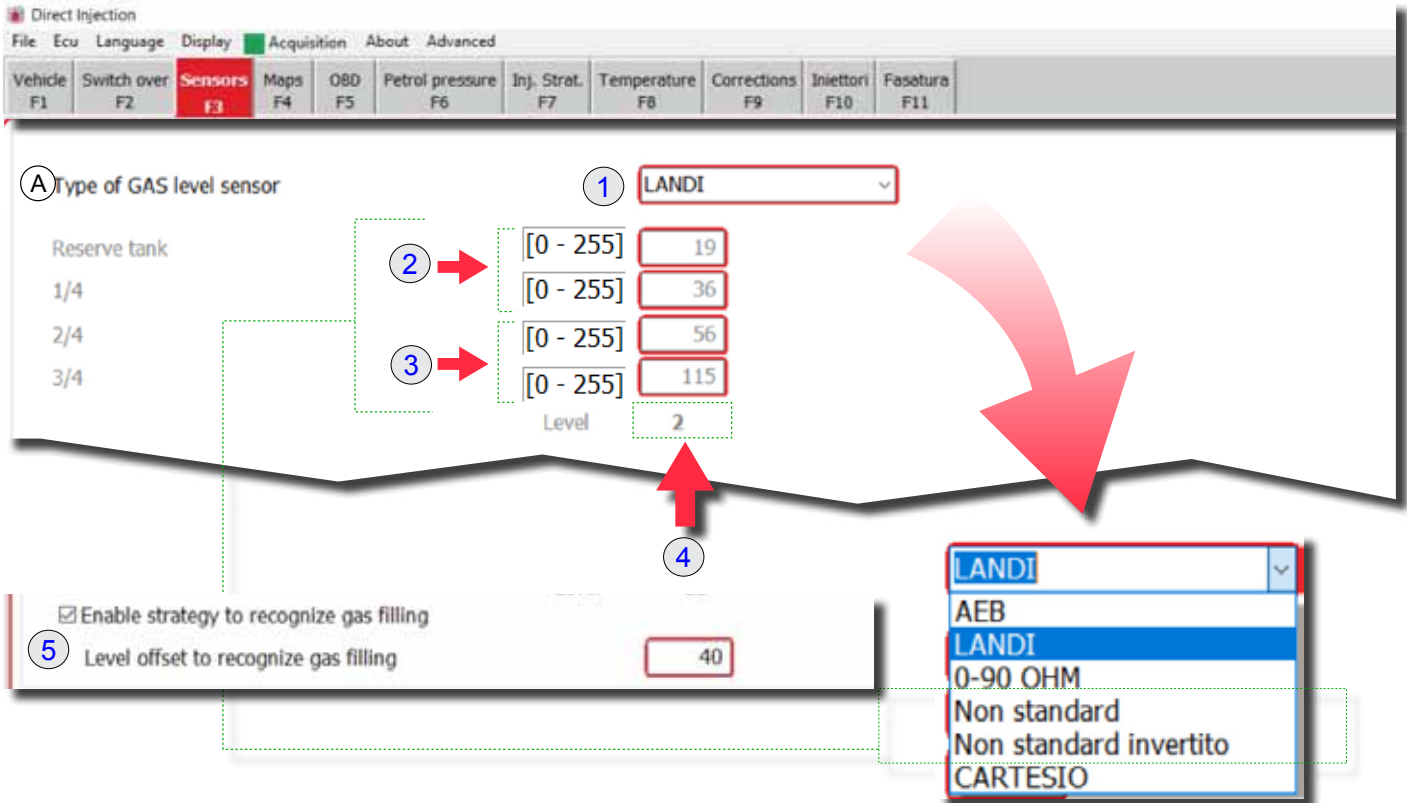 Direct Injection
File Ecu Language Display Acquisition About Advanced
Vehicle Switch over Sensors Maps OBD Petrol pressure Inj. Strat. Temperature Corrections Iniettori Fasatura
F1 F2 F3 F4 F5 F6 F7 F8 F9 F10 F11
A Type of GAS level sensor 1 LANDI
Reserve tank [0 - 255] 19
2
1/4 [0 - 255] 36
2/4 [0 - 255] 56
3
3/4 [0 - 255] 115
Level 2
4
Enable strategy to recognize gas filling
5 Level offset to recognize gas filling 40
LANDI
AEB
LANDI
0-90 OHM
Non standard
Non standard invertito
CARTESIO